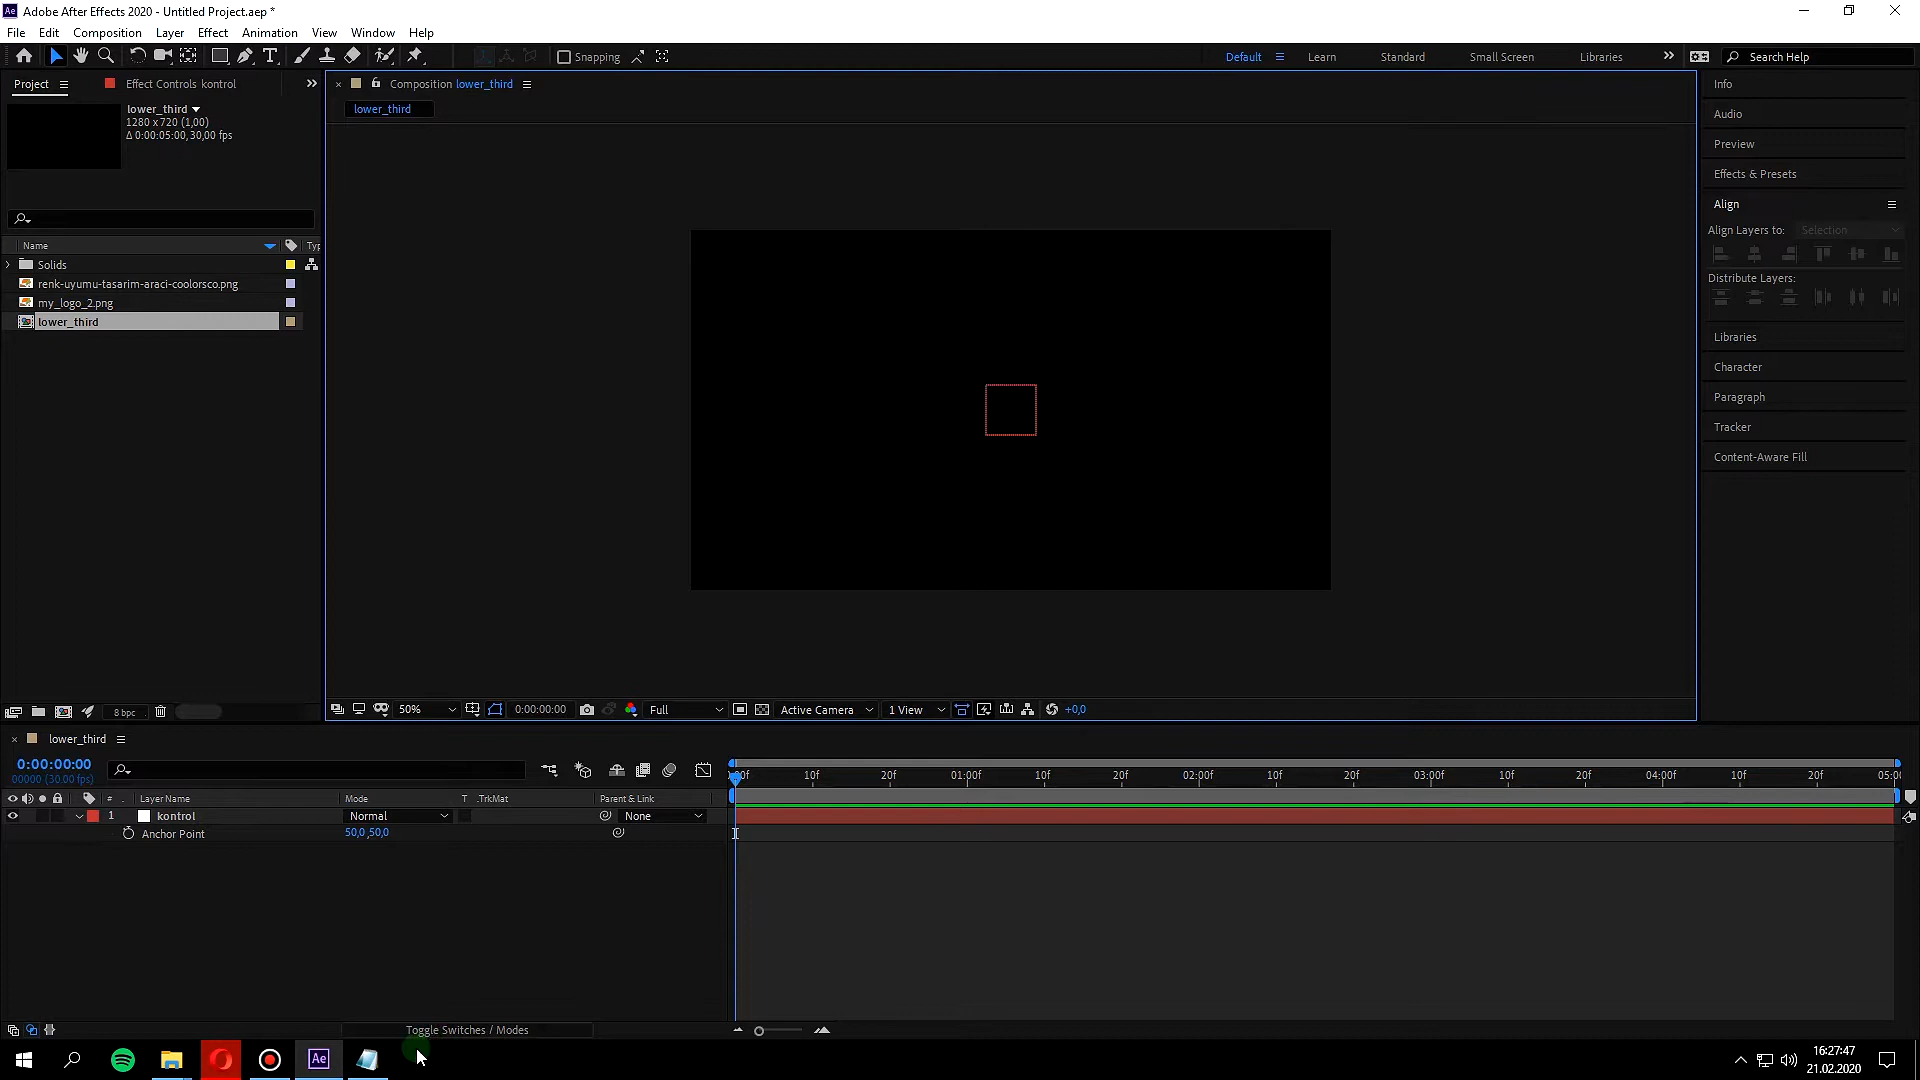 Ae Adobe After Effects 2020 - Untitled Project.aep *
File Edit Composition Layer Effect Animation View Window Help
Snapping Default Learn Standard Small Screen Libraries Search Help
Project Effect Controls kontrol
Composition lower_third
lower_third
lower_third
1280 x 720 (1,00)
Δ 0:00:05:00, 30,00 fps
Name Typ
Solids
renk-uyumu-tasarim-araci-coolorsco.png
my_logo_2.png
lower_third
8 bpc
50% 0:00:00:00 Full Active Camera 1 View +0,0
Info
Audio
Preview
Effects & Presets
Align
Align Layers to: Selection
Distribute Layers:
Libraries
Character
Paragraph
Tracker
Content-Aware Fill
lower_third
0:00:00:00
00000 (30.00 fps)
:00f 10f 20f 01:00f 10f 20f 02:00f 10f 20f 03:00f 10f 20f 04:00f 10f 20f 05:00
# Layer Name Mode T .TrkMat Parent & Link
1 kontrol Normal None
Anchor Point 50,0,50,0
Toggle Switches / Modes
Ae
16:27:47
21.02.2020